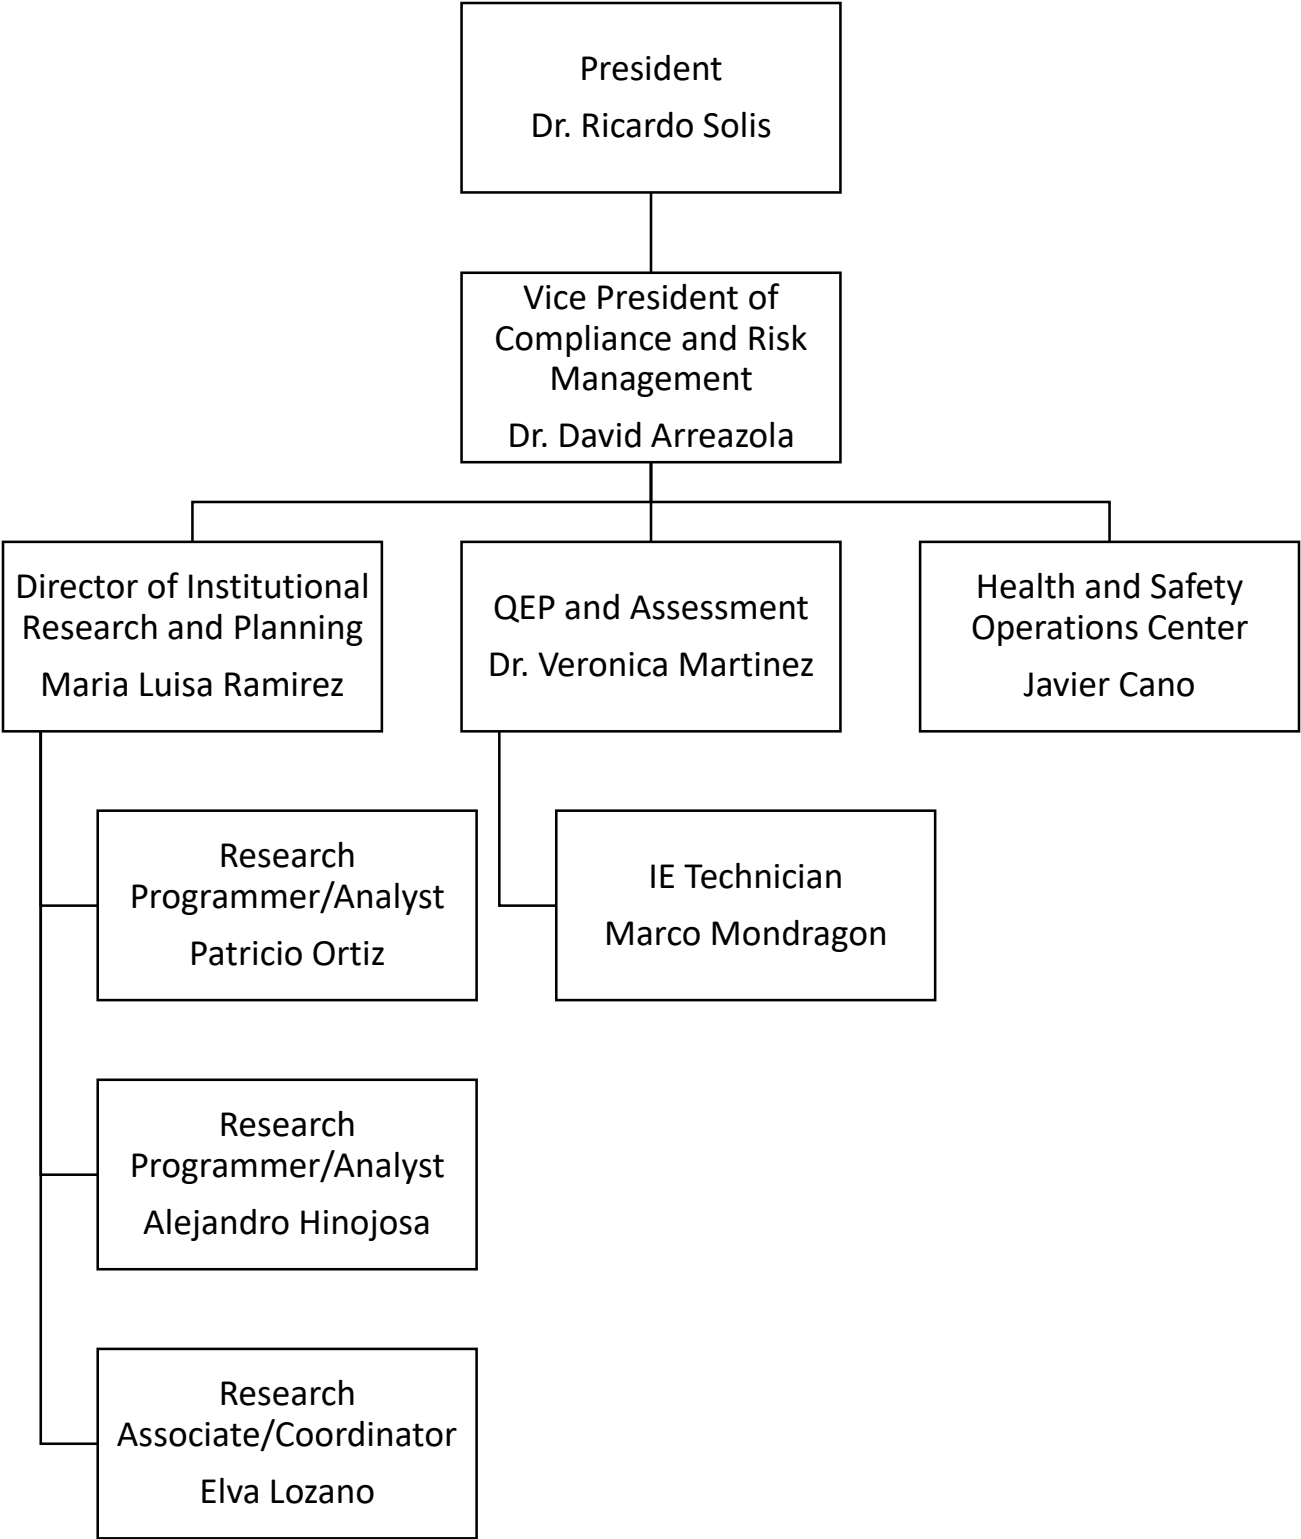 President
Dr. Ricardo Solis
Vice President of
Compliance and Risk
Management
Dr. David Arreazola
Director of Institutional
Research and Planning
Maria Luisa Ramirez
QEP and Assessment
Dr. Veronica Martinez
Health and Safety
Operations Center
Javier Cano
Research
Programmer/Analyst
Patricio Ortiz
IE Technician
Marco Mondragon
Research
Programmer/Analyst
Alejandro Hinojosa
Research
Associate/Coordinator
Elva Lozano